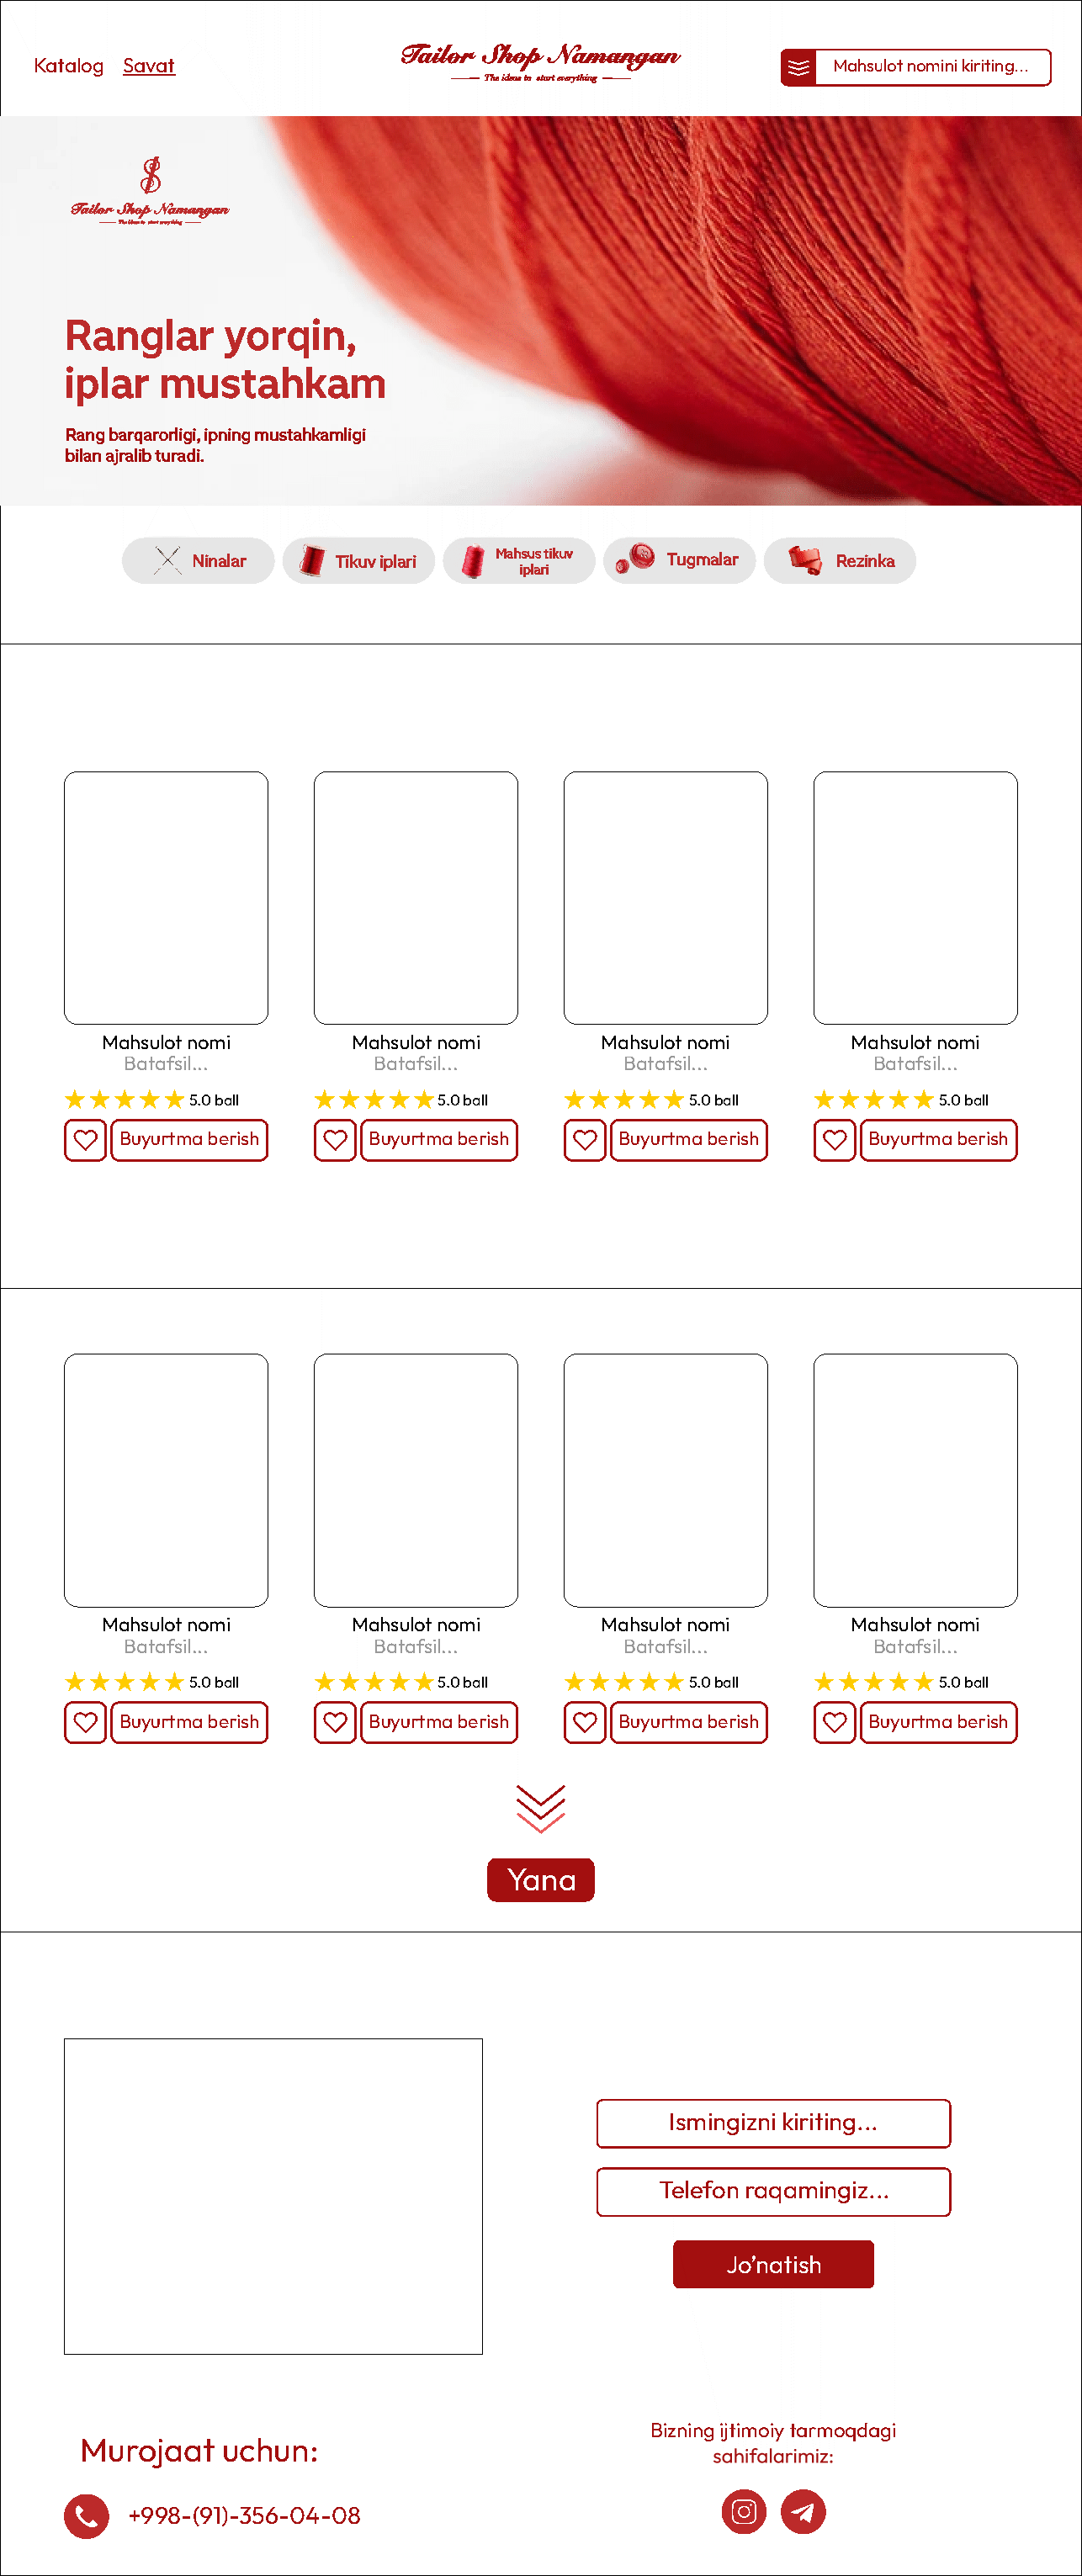 Katalog
Savat
Tailor Shop Namangan
The ideas to start everything
Mahsulot nomini kiriting...
Tailor Shop Namangan
The ideas to start everything
Ranglar yorqin,
iplar mustahkam
Rang barqarorligi, ipning mustahkamligi
bilan ajralib turadi.
Ninalar
Tikuv iplari
Mahsus tikuv
iplari
Tugmalar
Rezinka
Mahsulot nomi
Batafsil...
5.0 ball
Buyurtma berish
Mahsulot nomi
Batafsil...
5.0 ball
Buyurtma berish
Mahsulot nomi
Batafsil...
5.0 ball
Buyurtma berish
Mahsulot nomi
Batafsil...
5.0 ball
Buyurtma berish
Mahsulot nomi
Batafsil...
5.0 ball
Buyurtma berish
Mahsulot nomi
Batafsil...
5.0 ball
Buyurtma berish
Mahsulot nomi
Batafsil...
5.0 ball
Buyurtma berish
Mahsulot nomi
Batafsil...
5.0 ball
Buyurtma berish
Yana
Ismingizni kiriting...
Telefon raqamingiz...
Jo’natish
Murojaat uchun:
+998-(91)-356-04-08
Bizning ijtimoiy tarmoqdagi
sahifalarimiz: